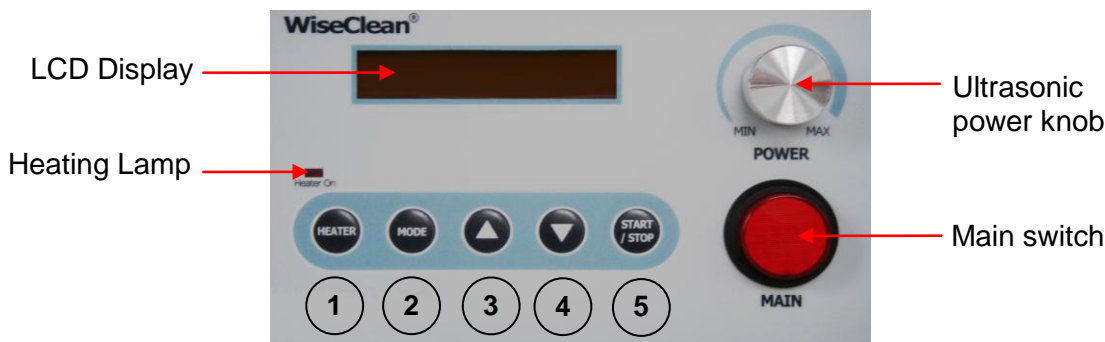 WiseClean®
LCD Display
Ultrasonic
power knob
MIN MAX
POWER
Heating Lamp
Heater On
HEATER MODE START
/ STOP
Main switch
1 2 3 4 5
MAIN